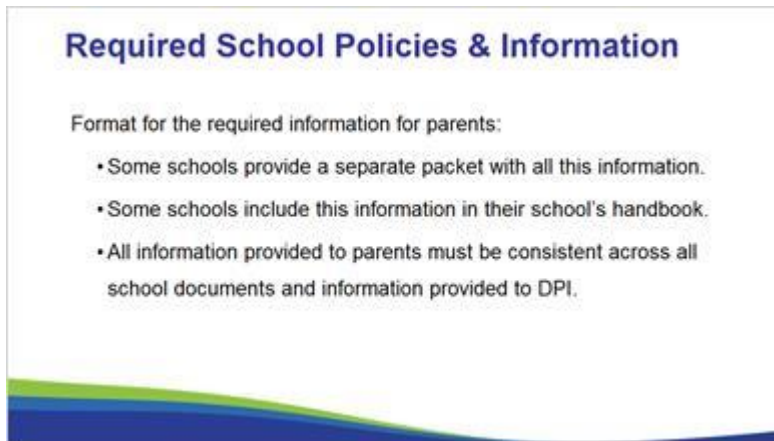 Required School Policies & Information
Format for the required information for parents:
•Some schools provide a separate packet with all this information.
•Some schools include this information in their school's handbook.
•All information provided to parents must be consistent across all
school documents and information provided to DPI.